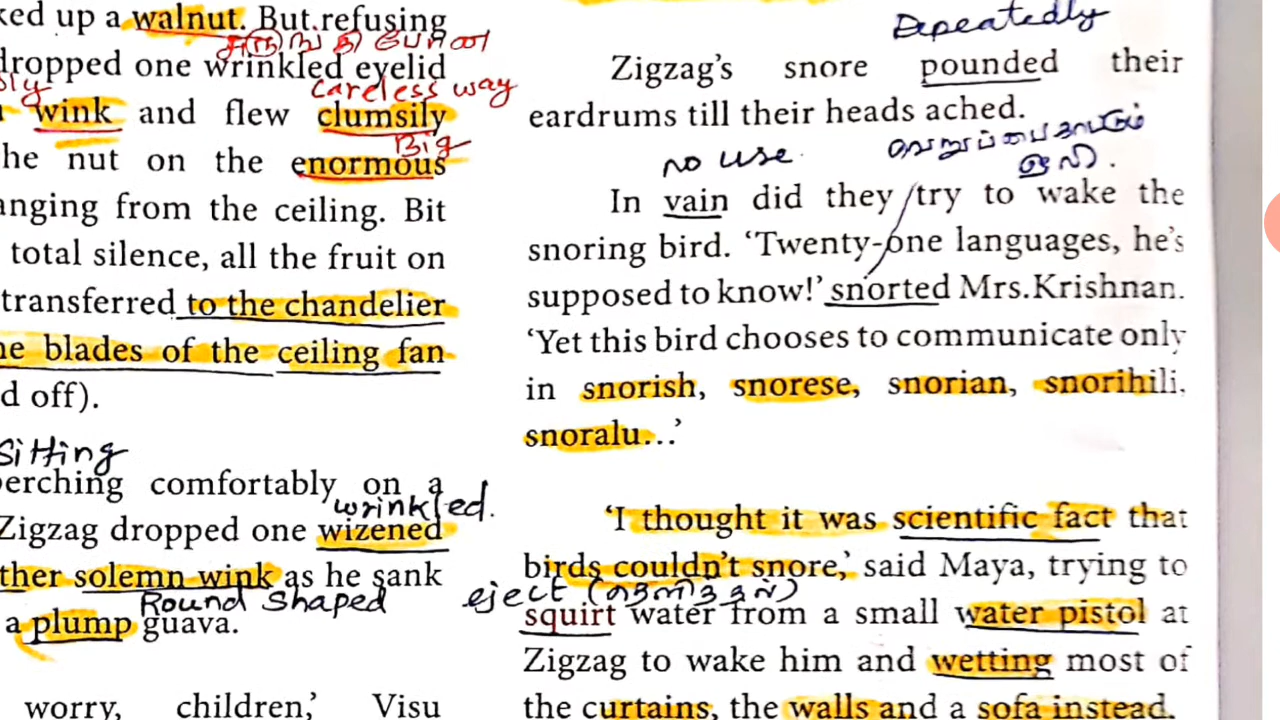 ked up a walnut. But refusing
சுருங்கி போன
dropped one wrinkled eyelid
bly careless way
wink and flew clumsily
Big
he nut on the enormous
anging from the ceiling. Bit
total silence, all the fruit on
transferred to the chandelier
he blades of the ceiling fan
d off).
Sitting
erching comfortably on a
wrinkled.
Zigzag dropped one wizened
ther solemn wink as he sank
Round shaped
a plump guava.
worry, children,’ Visu
Depeatedly
Zigzag’s snore pounded their
eardrums till their heads ached.
no use. வெறுப்பைகாட்டும்
ஒலி.
In vain did they try to wake the
snoring bird. ‘Twenty-one languages, he’s
supposed to know!’ snorted Mrs.Krishnan.
‘Yet this bird chooses to communicate only
in snorish, snorese, snorian, snorihili,
snoralu...’
‘I thought it was scientific fact that
birds couldn’t snore,’ said Maya, trying to
eject (தெளித்தல்)
squirt water from a small water pistol at
Zigzag to wake him and wetting most of
the curtains, the walls and a sofa instead.